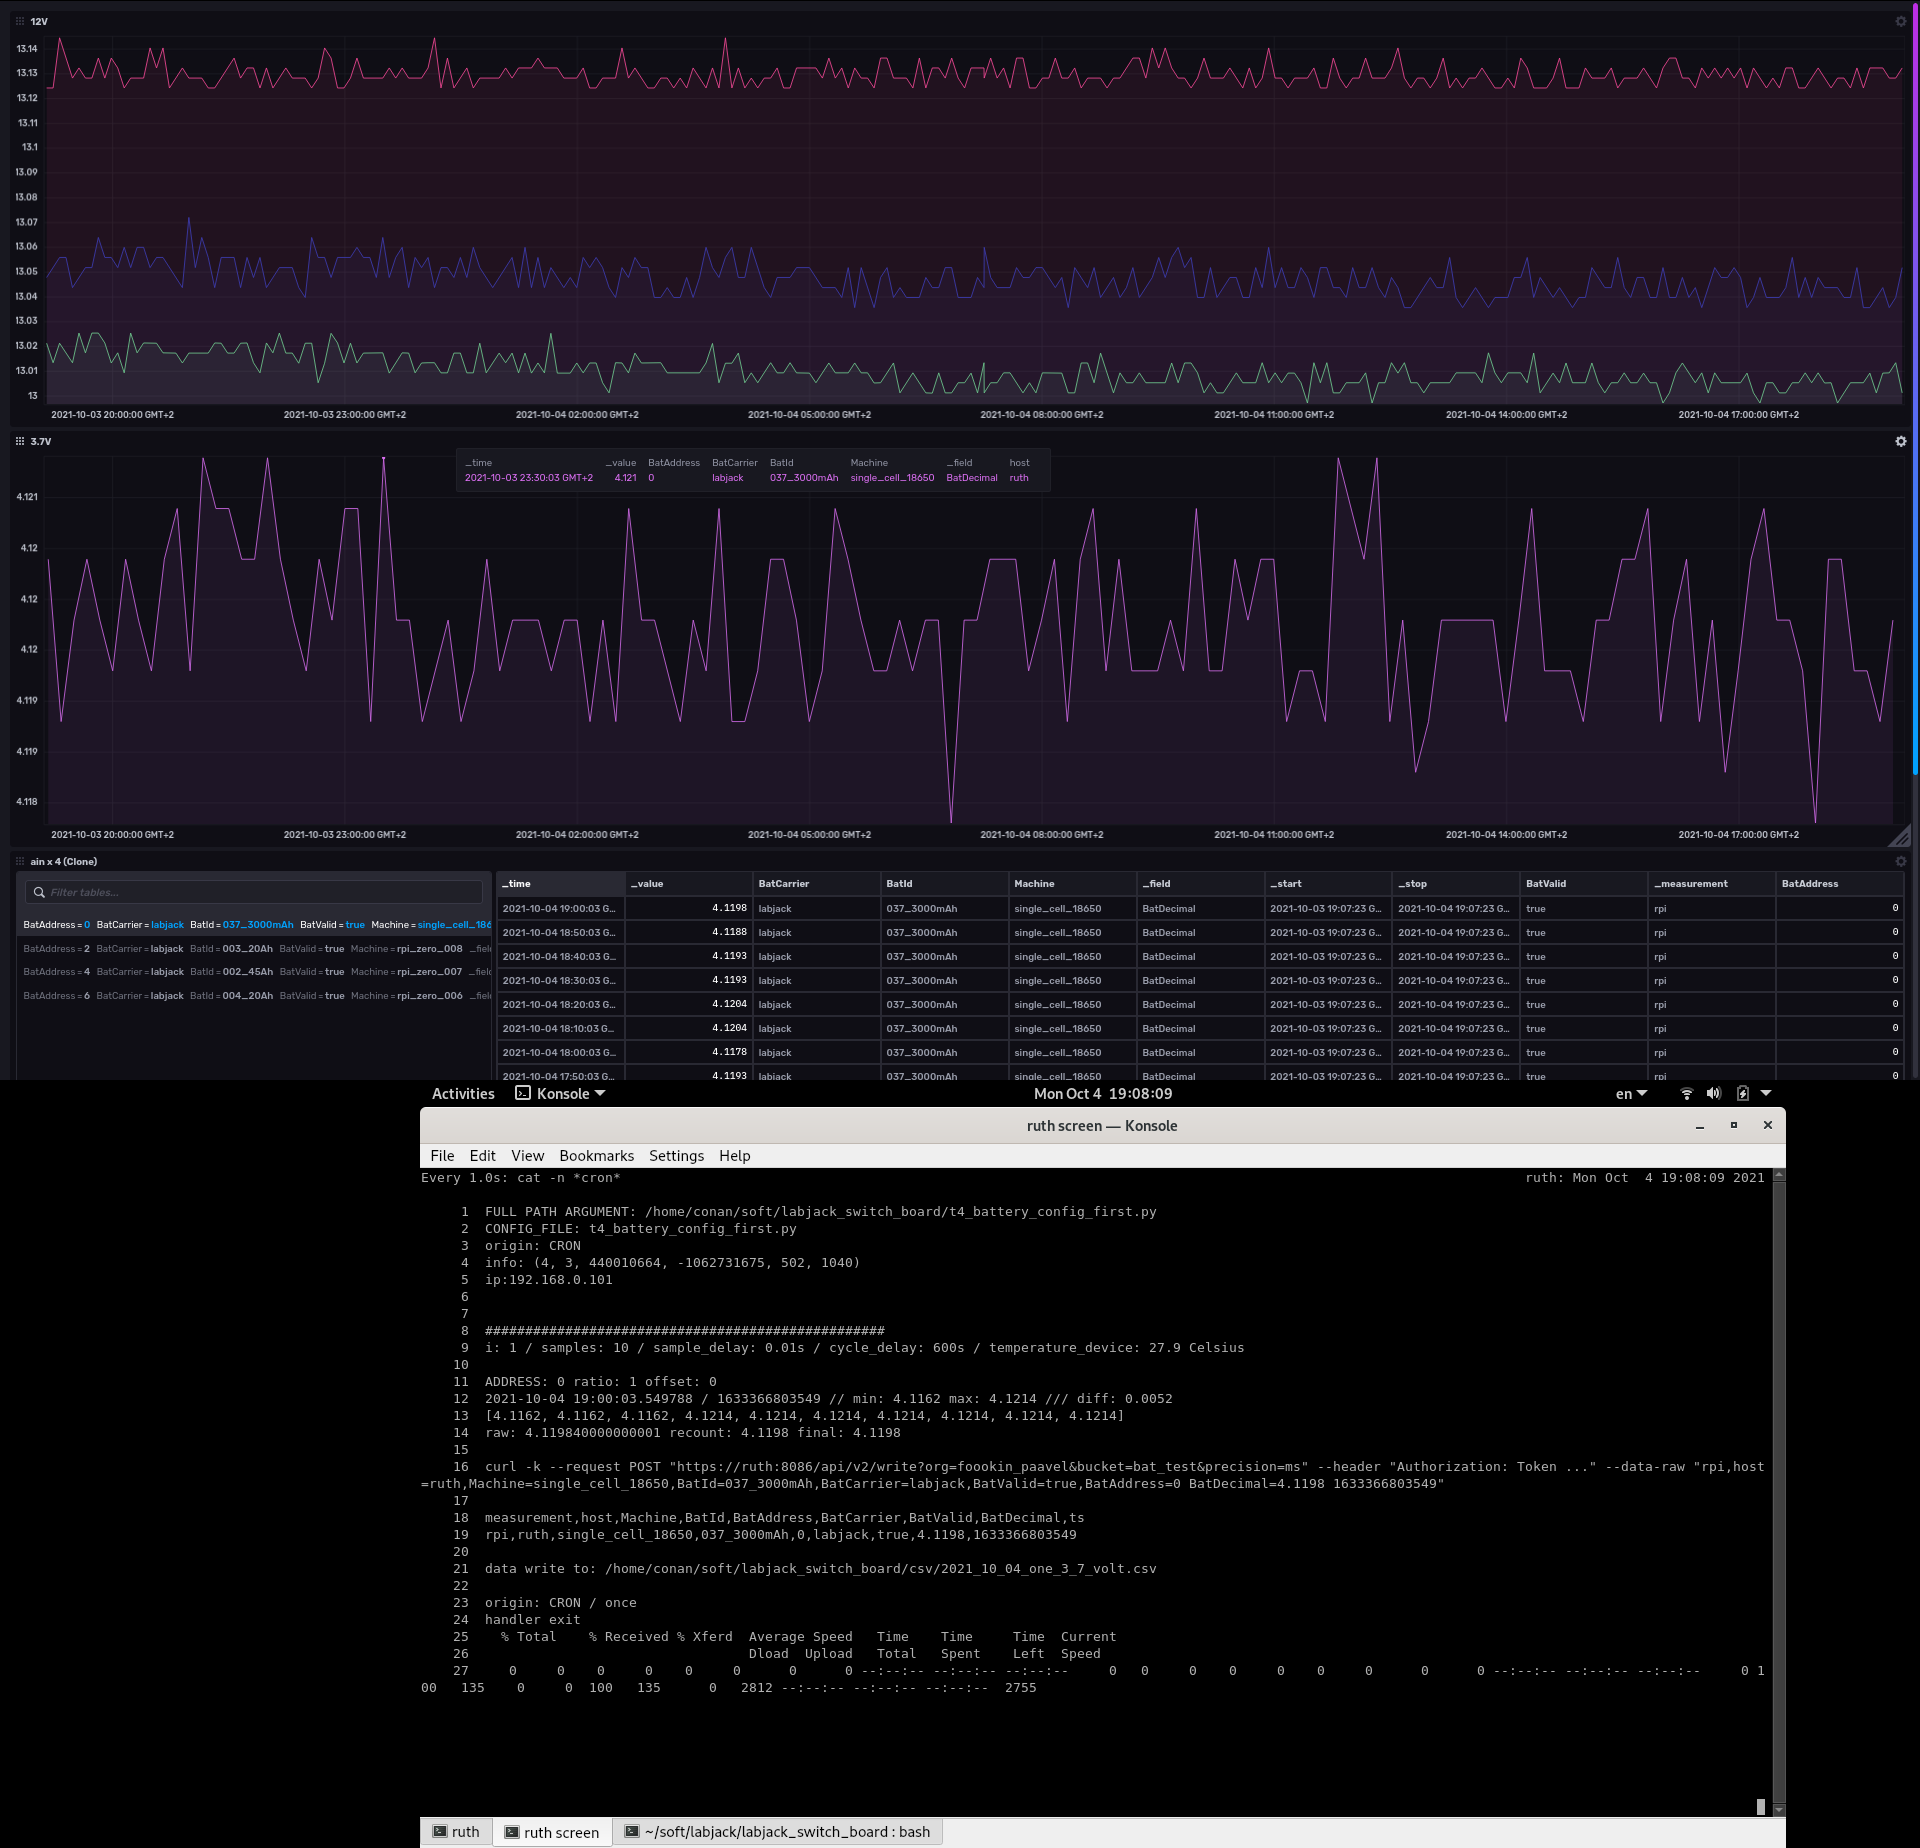 12V
13.14
13.13
13.12
13.11
13.1
13.09
13.08
13.07
13.06
13.05
13.04
13.03
13.02
13.01
13
2021-10-03 20:00:00 GMT+2 2021-10-03 23:00:00 GMT+2 2021-10-04 02:00:00 GMT+2 2021-10-04 05:00:00 GMT+2 2021-10-04 08:00:00 GMT+2 2021-10-04 11:00:00 GMT+2 2021-10-04 14:00:00 GMT+2 2021-10-04 17:00:00 GMT+2
3.7V
_time _value BatAddress BatCarrier BatId Machine _field host
2021-10-03 23:30:03 GMT+2 4.121 0 labjack 037_3000mAh single_cell_18650 BatDecimal ruth
4.121
4.12
4.12
4.12
4.119
4.119
4.118
2021-10-03 20:00:00 GMT+2 2021-10-03 23:00:00 GMT+2 2021-10-04 02:00:00 GMT+2 2021-10-04 05:00:00 GMT+2 2021-10-04 08:00:00 GMT+2 2021-10-04 11:00:00 GMT+2 2021-10-04 14:00:00 GMT+2 2021-10-04 17:00:00 GMT+2
ain x 4 (Clone)
Filter tables...
BatAddress = 0 BatCarrier = labjack BatId = 037_3000mAh BatValid = true Machine = single_cell_186
BatAddress = 2 BatCarrier = labjack BatId = 003_20Ah BatValid = true Machine = rpi_zero_008 _fiel
BatAddress = 4 BatCarrier = labjack BatId = 002_45Ah BatValid = true Machine = rpi_zero_007 _fiel
BatAddress = 6 BatCarrier = labjack BatId = 004_20Ah BatValid = true Machine = rpi_zero_006 _fiel
_time _value BatCarrier BatId Machine _field _start _stop BatValid _measurement BatAddress
2021-10-04 19:00:03 G... 4.1198 labjack 037_3000mAh single_cell_18650 BatDecimal 2021-10-03 19:07:23 G... 2021-10-04 19:07:23 G... true rpi 0
2021-10-04 18:50:03 G... 4.1188 labjack 037_3000mAh single_cell_18650 BatDecimal 2021-10-03 19:07:23 G... 2021-10-04 19:07:23 G... true rpi 0
2021-10-04 18:40:03 G... 4.1193 labjack 037_3000mAh single_cell_18650 BatDecimal 2021-10-03 19:07:23 G... 2021-10-04 19:07:23 G... true rpi 0
2021-10-04 18:30:03 G... 4.1193 labjack 037_3000mAh single_cell_18650 BatDecimal 2021-10-03 19:07:23 G... 2021-10-04 19:07:23 G... true rpi 0
2021-10-04 18:20:03 G... 4.1204 labjack 037_3000mAh single_cell_18650 BatDecimal 2021-10-03 19:07:23 G... 2021-10-04 19:07:23 G... true rpi 0
2021-10-04 18:10:03 G... 4.1204 labjack 037_3000mAh single_cell_18650 BatDecimal 2021-10-03 19:07:23 G... 2021-10-04 19:07:23 G... true rpi 0
2021-10-04 18:00:03 G... 4.1178 labjack 037_3000mAh single_cell_18650 BatDecimal 2021-10-03 19:07:23 G... 2021-10-04 19:07:23 G... true rpi 0
2021-10-04 17:50:03 G... 4.1193 labjack 037_3000mAh single_cell_18650 BatDecimal 2021-10-03 19:07:23 G... 2021-10-04 19:07:23 G... true rpi 0
Activities Konsole Mon Oct 4 19:08:09 en
ruth screen — Konsole
File Edit View Bookmarks Settings Help
Every 1.0s: cat -n *cron* ruth: Mon Oct 4 19:08:09 2021
1 FULL PATH ARGUMENT: /home/conan/soft/labjack_switch_board/t4_battery_config_first.py
2 CONFIG_FILE: t4_battery_config_first.py
3 origin: CRON
4 info: (4, 3, 440010664, -1062731675, 502, 1040)
5 ip:192.168.0.101
6
7
8 ##################################################
9 i: 1 / samples: 10 / sample_delay: 0.01s / cycle_delay: 600s / temperature_device: 27.9 Celsius
10
11 ADDRESS: 0 ratio: 1 offset: 0
12 2021-10-04 19:00:03.549788 / 1633366803549 // min: 4.1162 max: 4.1214 /// diff: 0.0052
13 [4.1162, 4.1162, 4.1162, 4.1214, 4.1214, 4.1214, 4.1214, 4.1214, 4.1214, 4.1214]
14 raw: 4.119840000000001 recount: 4.1198 final: 4.1198
15
16 curl -k --request POST "https://ruth:8086/api/v2/write?org=foookin_paavel&bucket=bat_test&precision=ms" --header "Authorization: Token ..." --data-raw "rpi,host
=ruth,Machine=single_cell_18650,BatId=037_3000mAh,BatCarrier=labjack,BatValid=true,BatAddress=0 BatDecimal=4.1198 1633366803549"
17
18 measurement,host,Machine,BatId,BatAddress,BatCarrier,BatValid,BatDecimal,ts
19 rpi,ruth,single_cell_18650,037_3000mAh,0,labjack,true,4.1198,1633366803549
20
21 data write to: /home/conan/soft/labjack_switch_board/csv/2021_10_04_one_3_7_volt.csv
22
23 origin: CRON / once
24 handler exit
25 % Total % Received % Xferd Average Speed Time Time Time Current
26 Dload Upload Total Spent Left Speed
27 0 0 0 0 0 0 0 0 --:--:-- --:--:-- --:--:-- 0 0 0 0 0 0 0 0 0 --:--:-- --:--:-- --:--:-- 0 1
00 135 0 0 100 135 0 2812 --:--:-- --:--:-- --:--:-- 2755
ruth ruth screen ~/soft/labjack/labjack_switch_board : bash